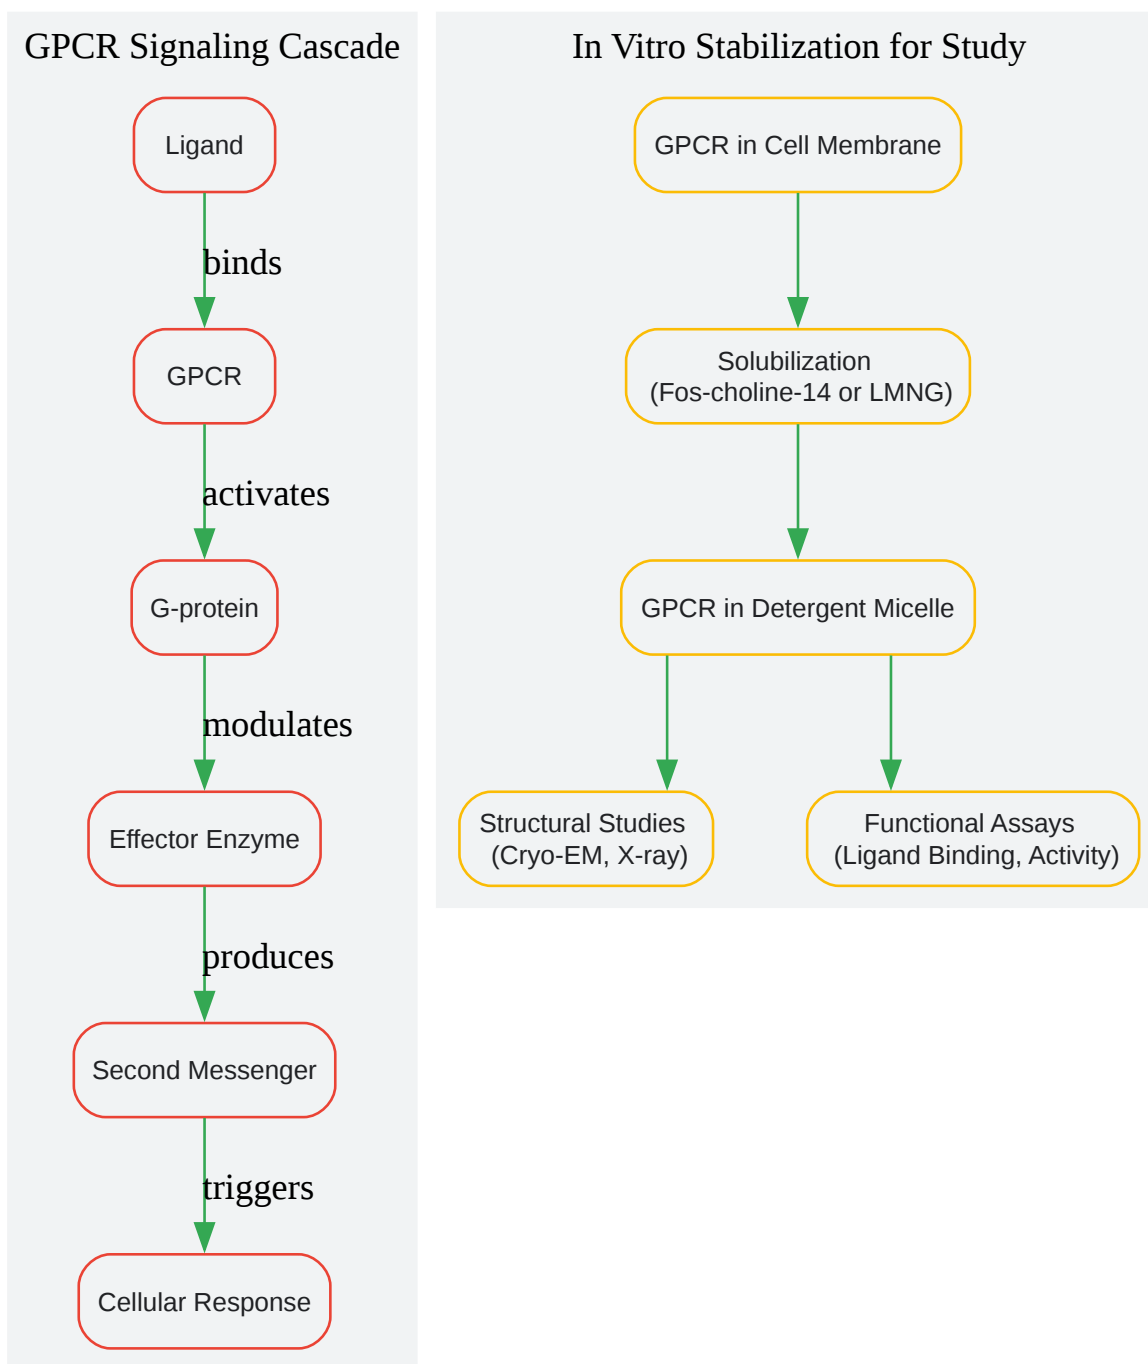 GPCR Signaling Cascade
Ligand
binds
GPCR
activates
G-protein
modulates
Effector Enzyme
produces
Second Messenger
triggers
Cellular Response
In Vitro Stabilization for Study
GPCR in Cell Membrane
Solubilization
(Fos-choline-14 or LMNG)
GPCR in Detergent Micelle
Structural Studies
(Cryo-EM, X-ray)
Functional Assays
(Ligand Binding, Activity)